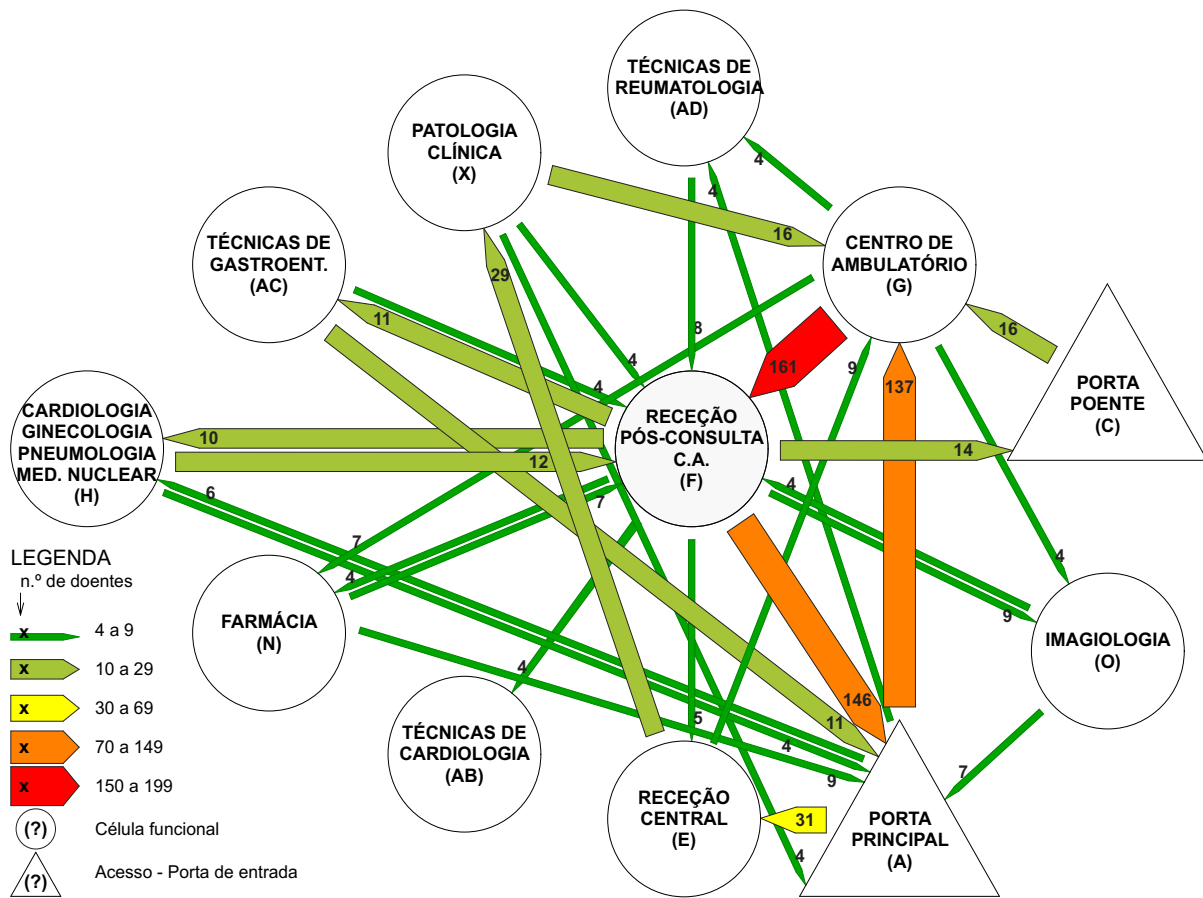 TÉCNICAS DE
REUMATOLOGIA
(AD)
PATOLOGIA
CLÍNICA
(X)
4
4
16
TÉCNICAS DE
GASTROENT.
(AC)
CENTRO DE
AMBULATÓRIO
(G)
29
11
8
16
4
4
9
161
137
PORTA
POENTE
(C)
CARDIOLOGIA
GINECOLOGIA
PNEUMOLOGIA
MED. NUCLEAR
(H)
RECEÇÃO
PÓS-CONSULTA
C.A.
(F)
10
12
14
6
7
4
7
4
4
9
FARMÁCIA
(N)
IMAGIOLOGIA
(O)
4
5
146
11
4
9
7
TÉCNICAS DE
CARDIOLOGIA
(AB)
RECEÇÃO
CENTRAL
(E)
31
PORTA
PRINCIPAL
(A)
4
LEGENDA
n.º de doentes
x 4 a 9
x 10 a 29
x 30 a 69
x 70 a 149
x 150 a 199
(?) Célula funcional
(?) Acesso - Porta de entrada